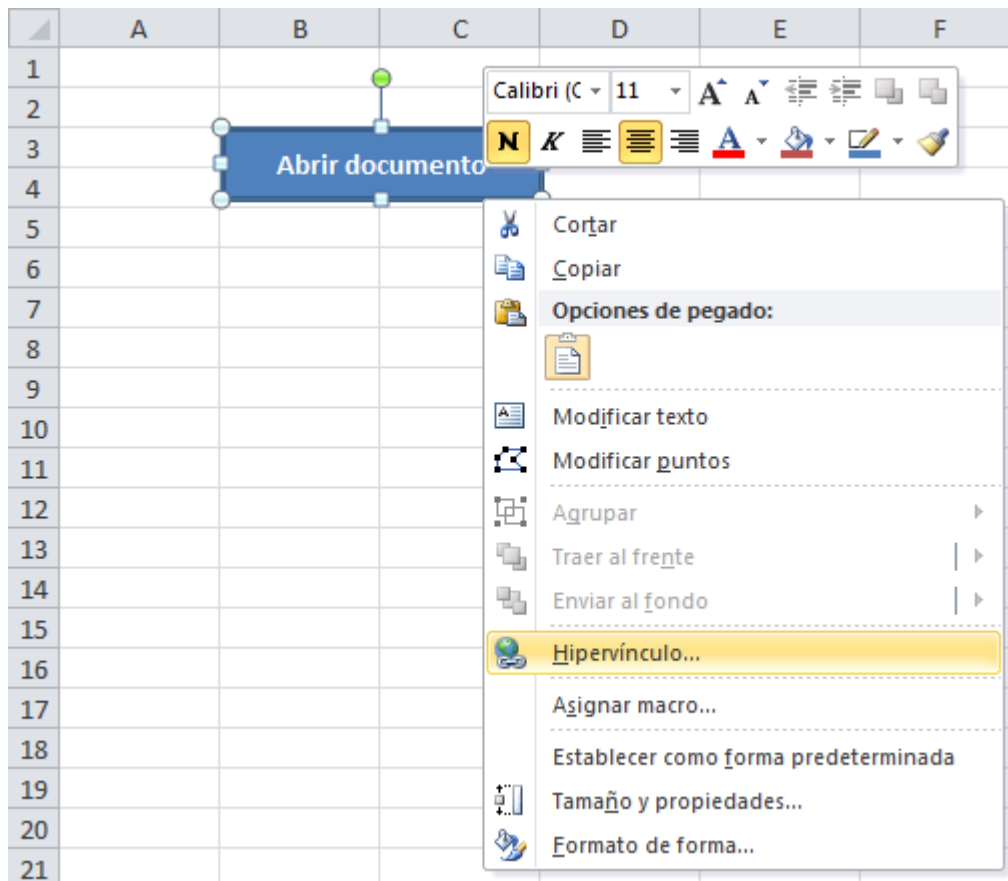 A B C D E F
1
Calibri (C 11 A A
2
3
N K A
Abrir documento
4
5
Cortar
6
Copiar
7
Opciones de pegado:
8
9
10
Modificar texto
11
Modificar puntos
12
Agrupar
13
Traer al frente
14
Enviar al fondo
15
16
Hipervínculo...
17
Asignar macro...
18
Establecer como forma predeterminada
19
Tamaño y propiedades...
20
Formato de forma...
21